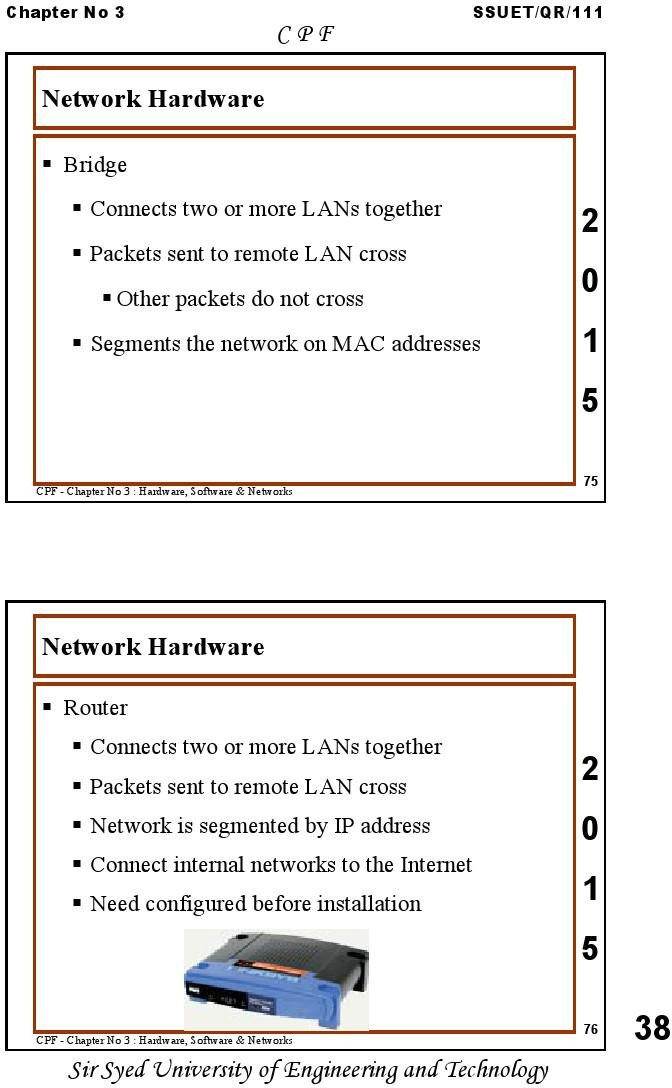 Chapter No 3 SSUET/QR/111
C P F
Network Hardware
▪ Bridge
▪ Connects two or more LANs together
▪ Packets sent to remote LAN cross
▪ Other packets do not cross
▪ Segments the network on MAC addresses
2
0
1
5
75
CPF - Chapter No 3 : Hardware, Software & Networks
Network Hardware
▪ Router
▪ Connects two or more LANs together
▪ Packets sent to remote LAN cross
▪ Network is segmented by IP address
▪ Connect internal networks to the Internet
▪ Need configured before installation
LINKSYS
2
0
1
5
76
CPF - Chapter No 3 : Hardware, Software & Networks
38
Sir Syed University of Engineering and Technology